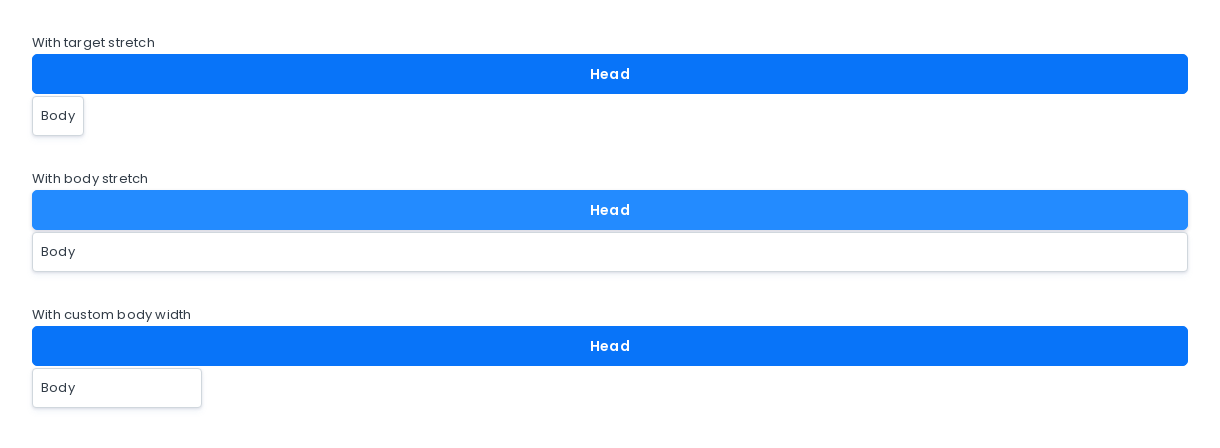 With target stretch
Head
Body
With body stretch
Head
Body
With custom body width
Head
Body